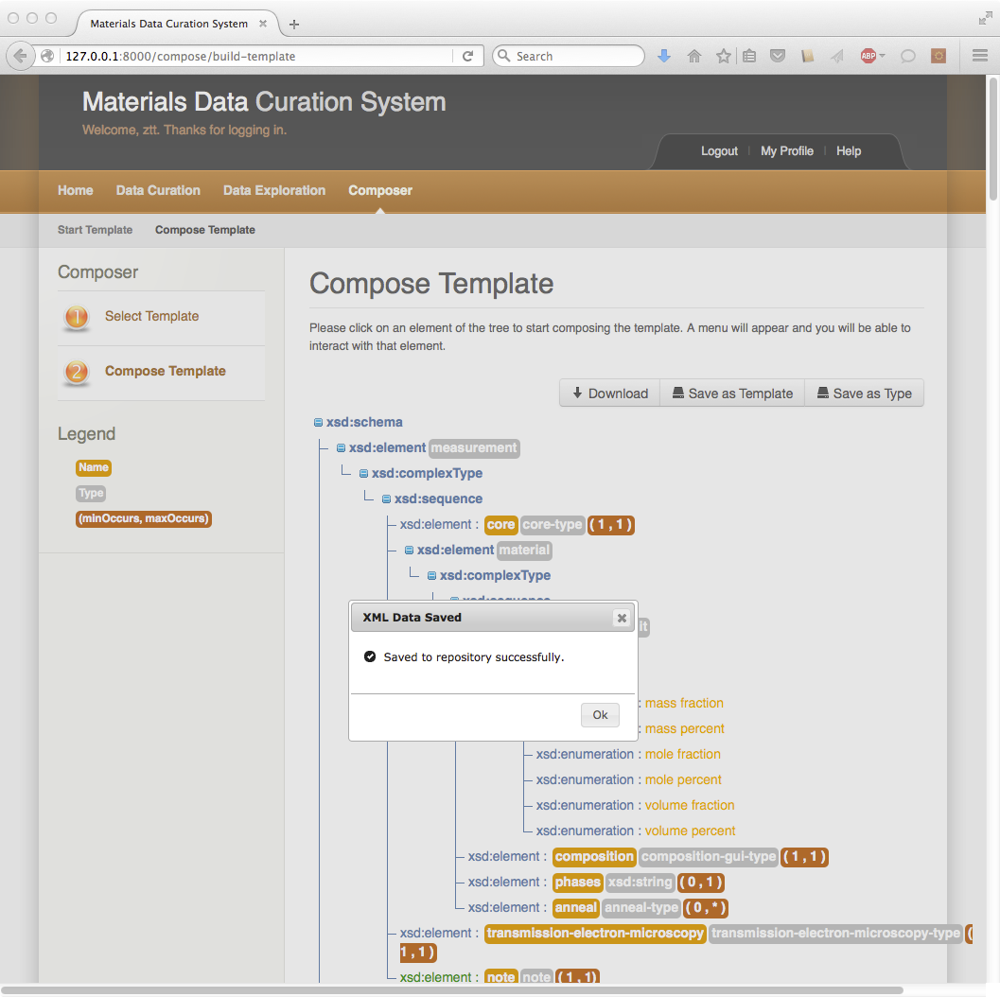 Materials Data Curation System
127.0.0.1:8000/compose/build-template
Search
ABP
Materials Data Curation System
Welcome, ztt. Thanks for logging in.
Logout | My Profile | Help
Home Data Curation Data Exploration Composer
Start Template Compose Template
Composer
1 Select Template
2 Compose Template
Legend
Name
Type
(minOccurs, maxOccurs)
Compose Template
Please click on an element of the tree to start composing the template. A menu will appear and you will be able to
interact with that element.
Download Save as Template Save as Type
xsd:schema
xsd:element measurement
xsd:complexType
xsd:sequence
xsd:element : core core-type ( 1 , 1 )
xsd:element material
xsd:complexType
xsd:sequence
it
XML Data Saved
Saved to repository successfully.
Ok
: mass fraction
: mass percent
xsd:enumeration : mole fraction
xsd:enumeration : mole percent
xsd:enumeration : volume fraction
xsd:enumeration : volume percent
xsd:element : composition composition-gui-type ( 1 , 1 )
xsd:element : phases xsd:string ( 0 , 1 )
xsd:element : anneal anneal-type ( 0 , * )
xsd:element : transmission-electron-microscopy transmission-electron-microscopy-type (
1 , 1 )
xsd:element : note note ( 1 , 1)